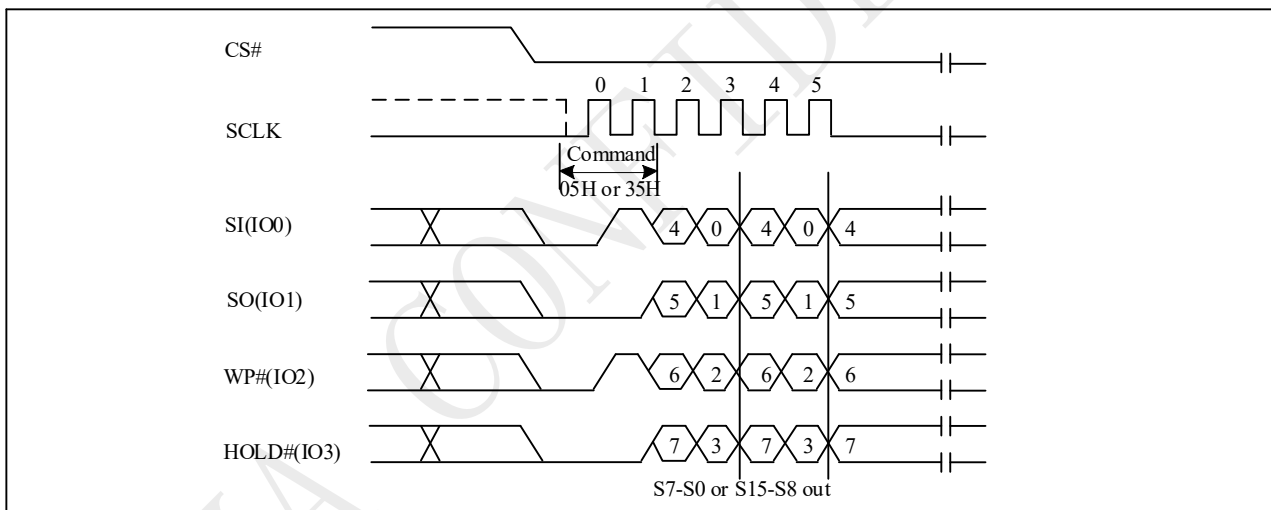 CS#
0 1 2 3 4 5
SCLK
Command
05H or 35H
SI(IO0) 4 0 4 0 4
SO(IO1) 5 1 5 1 5
WP#(IO2) 6 2 6 2 6
HOLD#(IO3) 7 3 7 3 7
S7-S0 or S15-S8 out